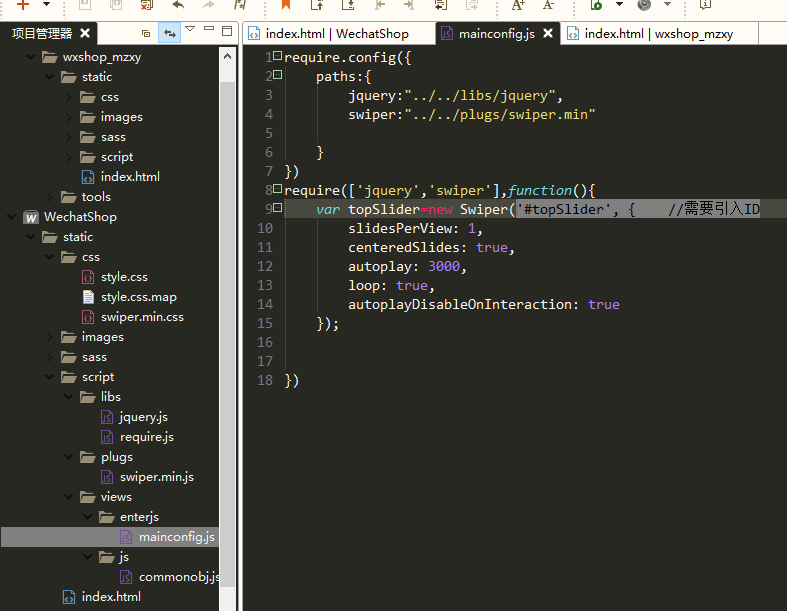 项目管理器
wxshop_mzxy
static
css
images
sass
script
index.html
tools
WechatShop
static
css
style.css
style.css.map
swiper.min.css
images
sass
script
libs
jquery.js
require.js
plugs
swiper.min.js
views
enterjs
mainconfig.js
js
commonobj.js
index.html
index.html | WechatShop
mainconfig.js
index.html | wxshop_mzxy
1 require.config({
2 paths:{
3 jquery:"../../libs/jquery",
4 swiper:"../../plugs/swiper.min"
5
6 }
7 })
8 require(['jquery','swiper'],function(){
9 var topSlider=new Swiper('#topSlider', { //需要引入ID
10 slidesPerView: 1,
11 centeredSlides: true,
12 autoplay: 3000,
13 loop: true,
14 autoplayDisableOnInteraction: true
15 });
16
17
18 })